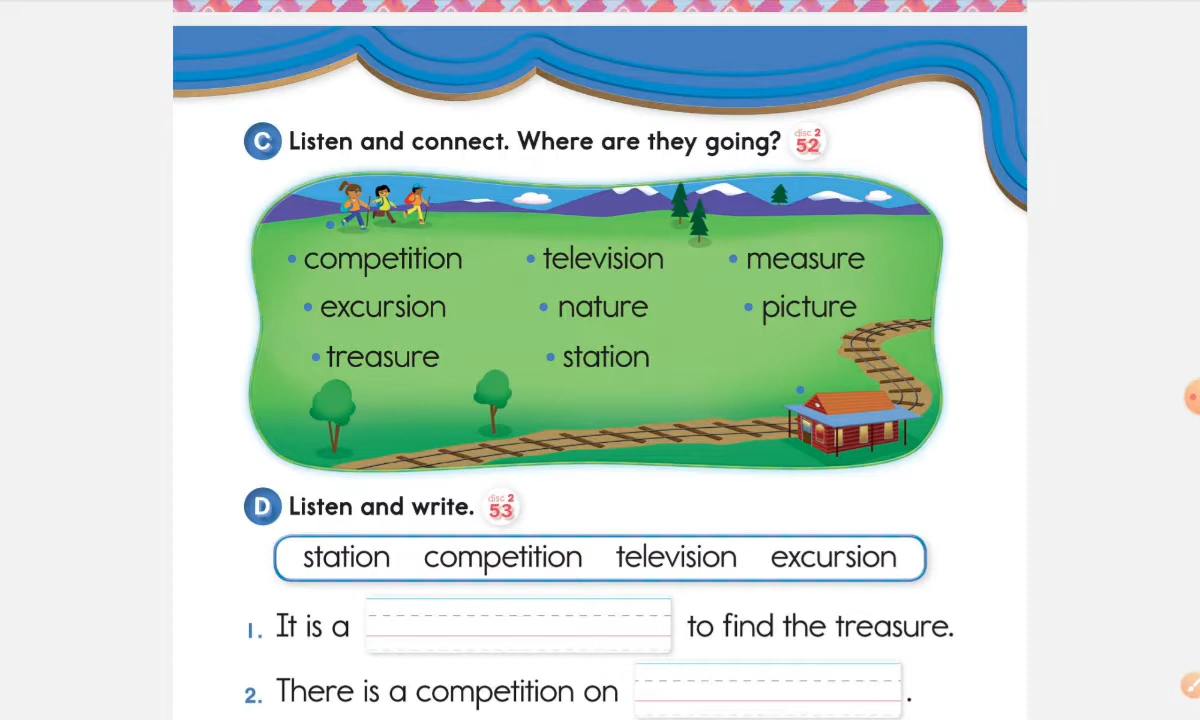 C Listen and connect. Where are they going? disc 2 52
competition television measure
excursion nature picture
treasure station
D Listen and write. disc 2 53
station competition television excursion
1. It is a to find the treasure.
2. There is a competition on .